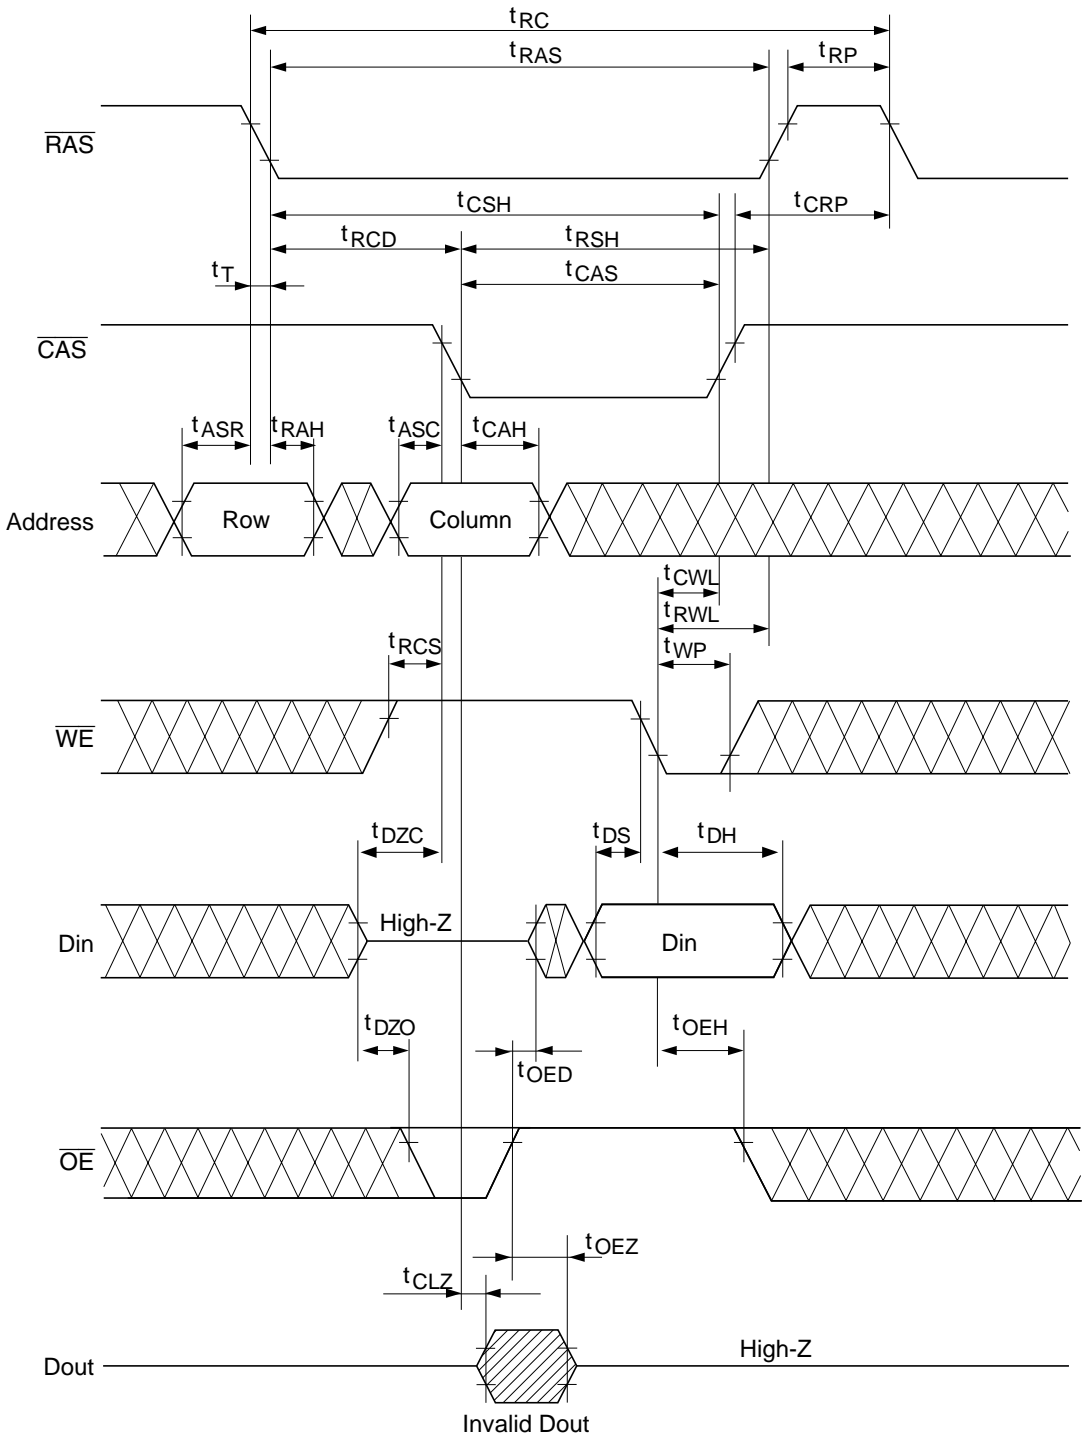 tRC
tRAS
tRP
RAS
tCSH
tCRP
tRCD
tRSH
tT
tCAS
CAS
tASR
tRAH
tASC
tCAH
Address
Row
Column
tCWL
tRWL
tRCS
tWP
WE
tDZC
tDS
tDH
High-Z
Din
Din
tDZO
tOEH
tOED
OE
tOEZ
tCLZ
High-Z
Dout
Invalid Dout